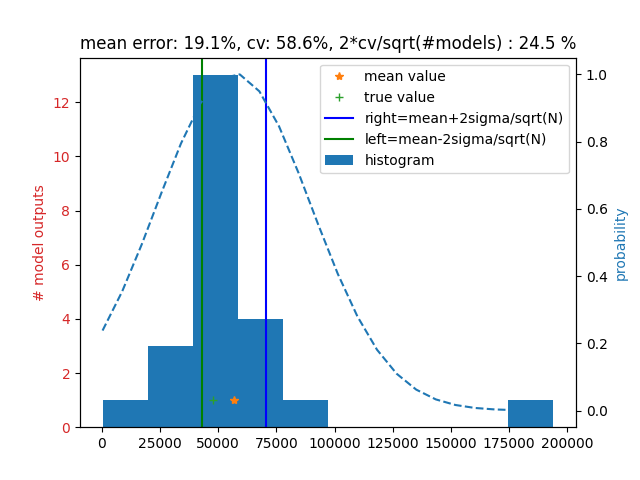 mean error: 19.1%, cv: 58.6%, 2*cv/sqrt(#models) : 24.5 %
mean value
true value
right=mean+2sigma/sqrt(N)
left=mean-2sigma/sqrt(N)
histogram
# model outputs
12
10
8
6
4
2
0
probability
1.0
0.8
0.6
0.4
0.2
0.0
0 25000 50000 75000 100000 125000 150000 175000 200000